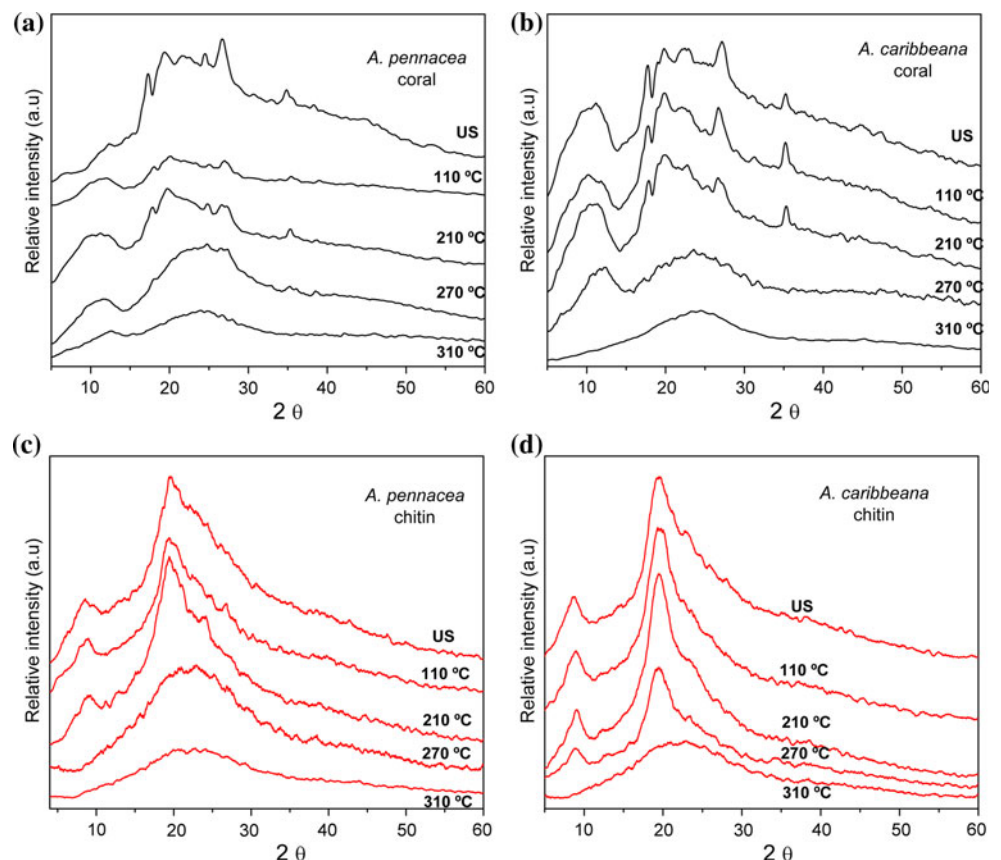 (a)
A. pennacea
coral
US
110 ºC
210 ºC
270 ºC
310 ºC
Relative intensity (a.u)
10 20 30 40 50 60
2 θ
(b)
A. caribbeana
coral
US
110 ºC
210 ºC
270 ºC
310 ºC
Relative intensity (a.u)
10 20 30 40 50 60
2 θ
(c)
A. pennacea
chitin
US
110 ºC
210 ºC
270 ºC
310 ºC
Relative intensity (a.u)
10 20 30 40 50 60
2 θ
(d)
A. caribbeana
chitin
US
110 ºC
210 ºC
270 ºC
310 ºC
Relative intensity (a.u)
10 20 30 40 50 60
2 θ